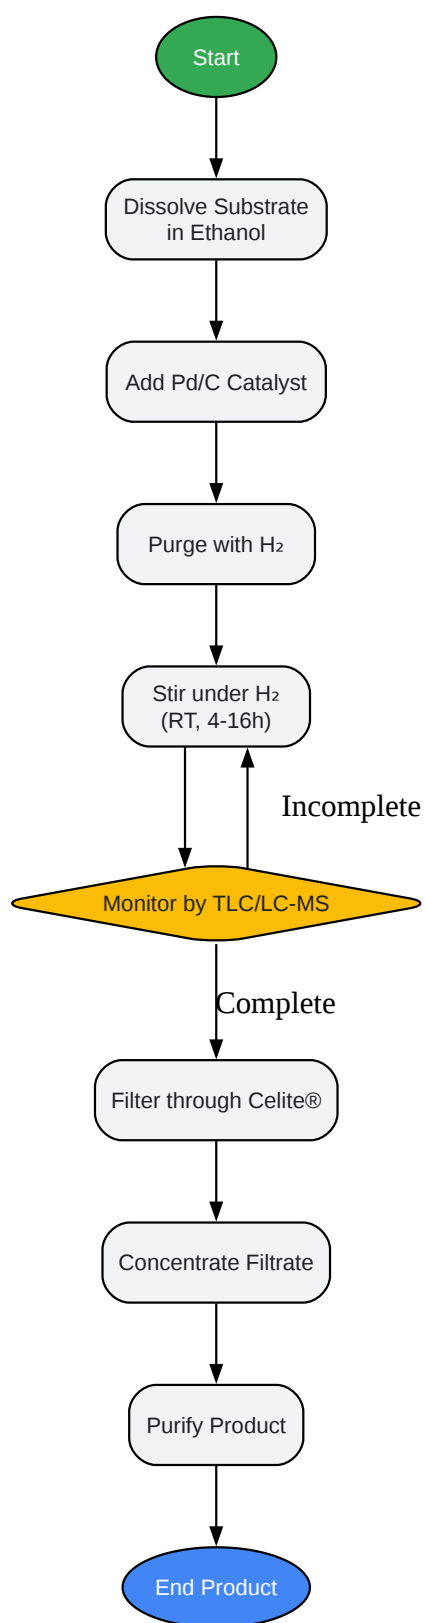 Start
Dissolve Substrate
in Ethanol
Add Pd/C Catalyst
Purge with H₂
Stir under H₂
(RT, 4-16h)
Incomplete
Monitor by TLC/LC-MS
Complete
Filter through Celite®
Concentrate Filtrate
Purify Product
End Product